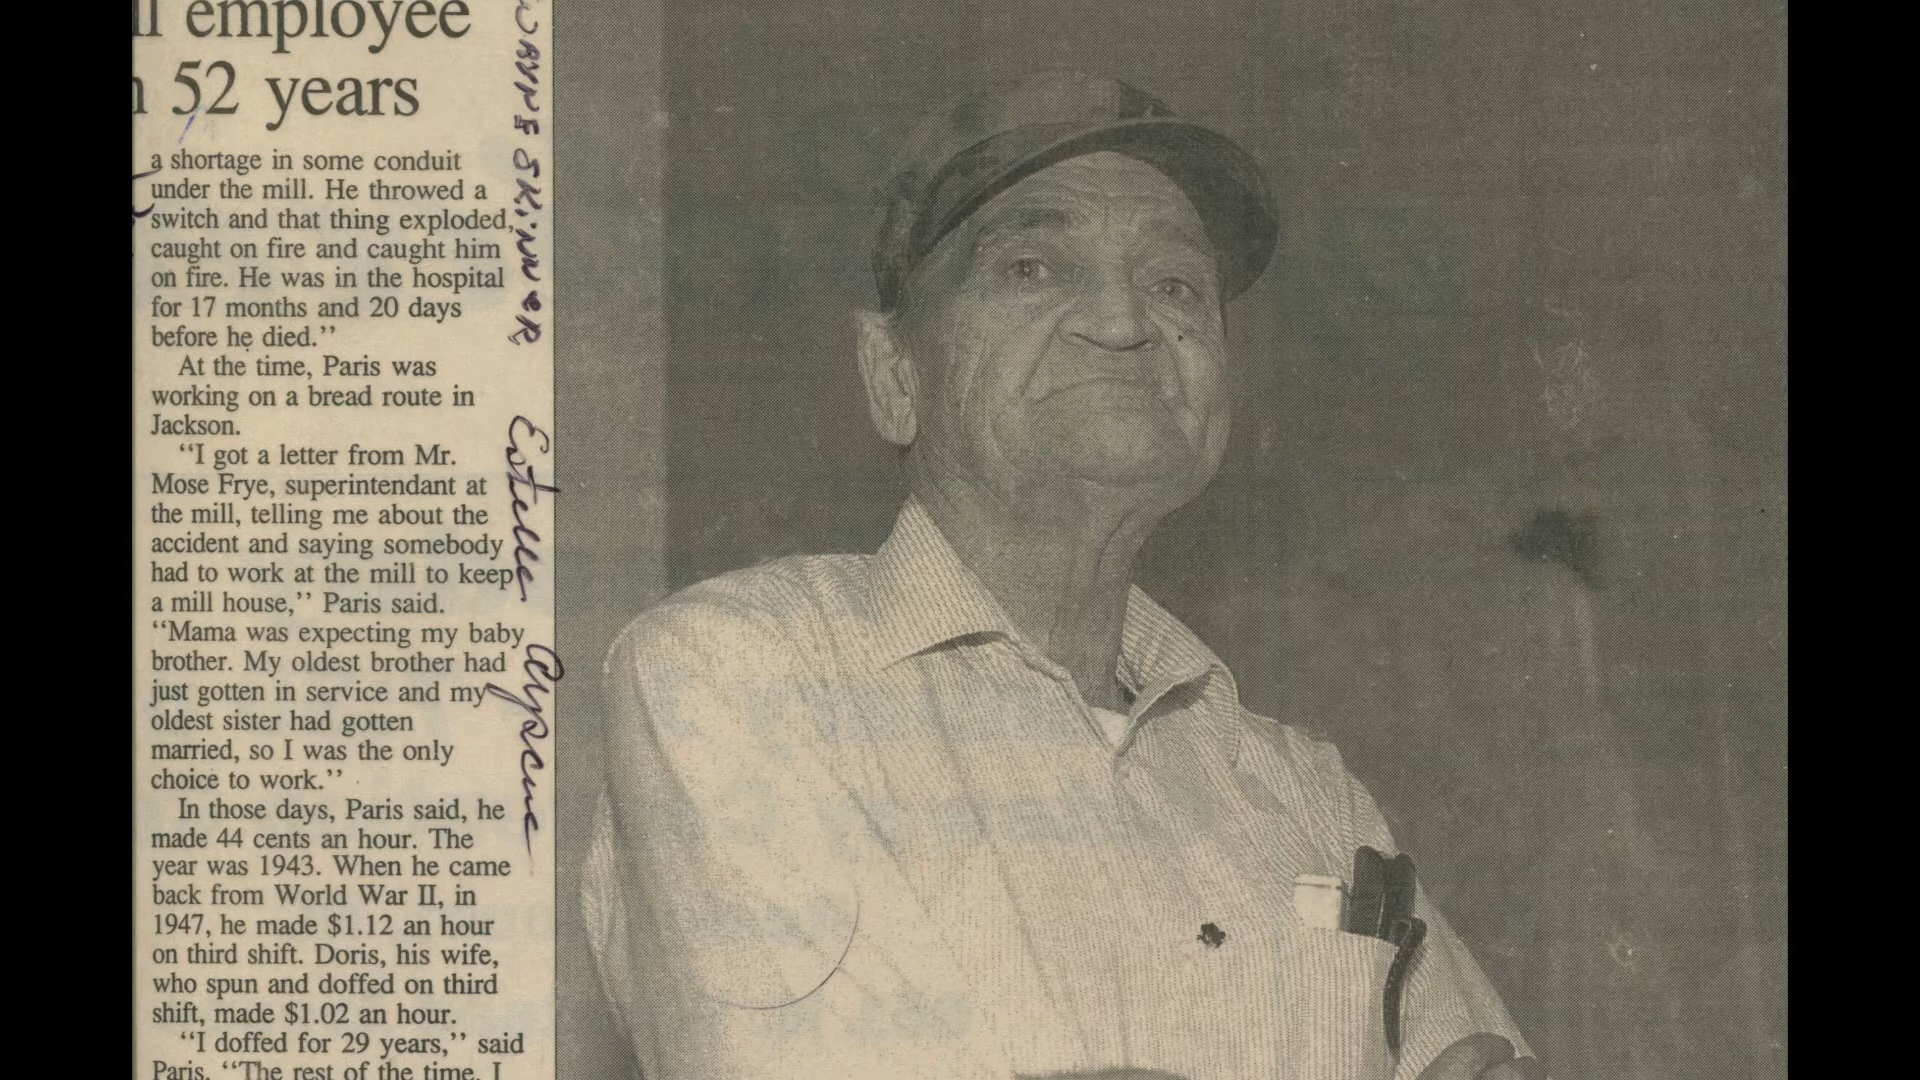 employee
52 years
a shortage in some conduit
under the mill. He throwed a
switch and that thing exploded,
caught on fire and caught him
on fire. He was in the hospital
for 17 months and 20 days
before he died.’’
At the time, Paris was
working on a bread route in
Jackson.
‘‘I got a letter from Mr.
Mose Frye, superintendant at
the mill, telling me about the
accident and saying somebody
had to work at the mill to keep
a mill house,’’ Paris said.
‘‘Mama was expecting my baby
brother. My oldest brother had
just gotten in service and my
oldest sister had gotten
married, so I was the only
choice to work.’’
In those days, Paris said, he
made 44 cents an hour. The
year was 1943. When he came
back from World War II, in
1947, he made $1.12 an hour
on third shift. Doris, his wife,
who spun and doffed on third
shift, made $1.02 an hour.
‘‘I doffed for 29 years,’’ said
Paris. ‘‘The rest of the time, I
WAYNE SKiNNeR
Estelle